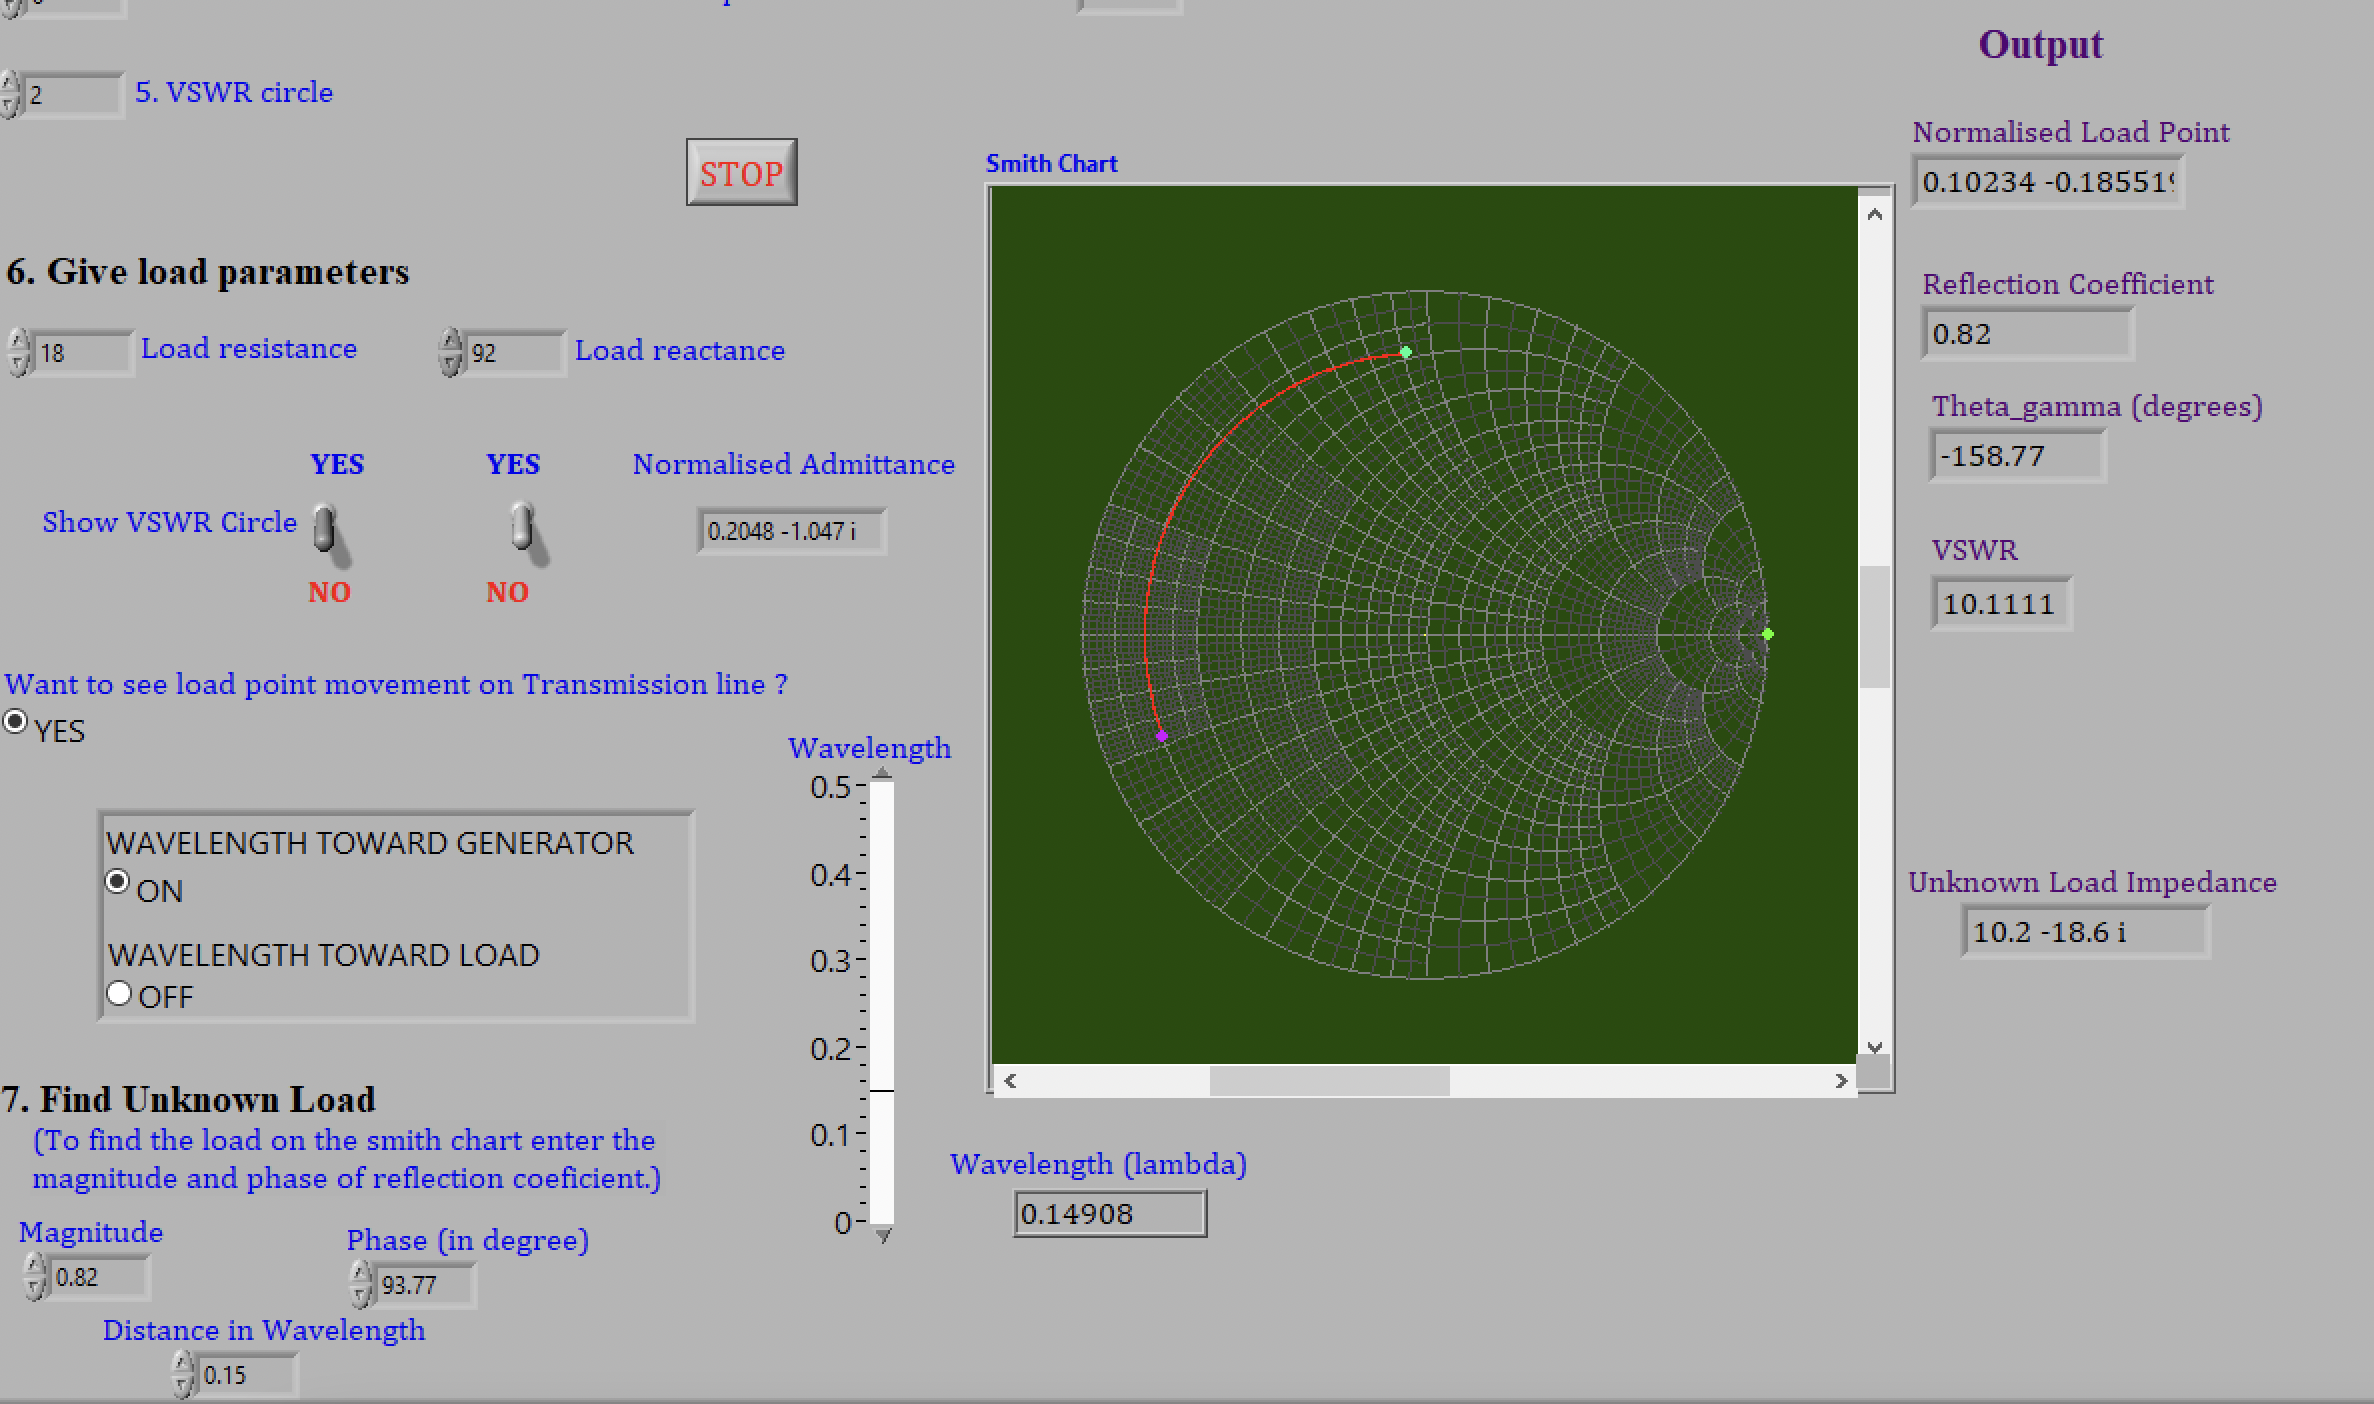 Output
2
5. VSWR circle
Normalised Load Point
0.10234 -0.18551
STOP
Smith Chart
6. Give load parameters
Reflection Coefficient
0.82
18
Load resistance
92
Load reactance
Theta_gamma (degrees)
-158.77
YES
YES
Normalised Admittance
Show VSWR Circle
0.2048 -1.047 i
NO
NO
VSWR
10.1111
Want to see load point movement on Transmission line ?
YES
Wavelength
0.5
0.4
0.3
0.2
0.1
0
WAVELENGTH TOWARD GENERATOR
ON
WAVELENGTH TOWARD LOAD
OFF
Unknown Load Impedance
10.2 -18.6 i
7. Find Unknown Load
(To find the load on the smith chart enter the
magnitude and phase of reflection coeficient.)
Magnitude
0.82
Phase (in degree)
93.77
Distance in Wavelength
0.15
Wavelength (lambda)
0.14908